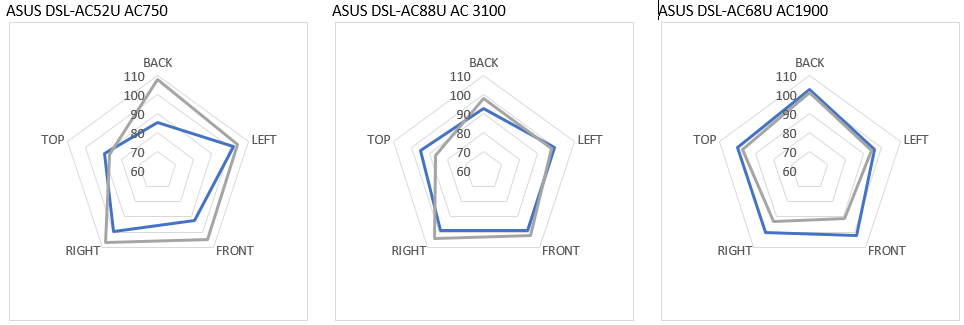 ASUS DSL-AC52U AC750
BACK
110
100
90
80
70
60
TOP
LEFT
RIGHT
FRONT
ASUS DSL-AC88U AC 3100
BACK
110
100
90
80
70
60
TOP
LEFT
RIGHT
FRONT
ASUS DSL-AC68U AC1900
BACK
110
100
90
80
70
60
TOP
LEFT
RIGHT
FRONT